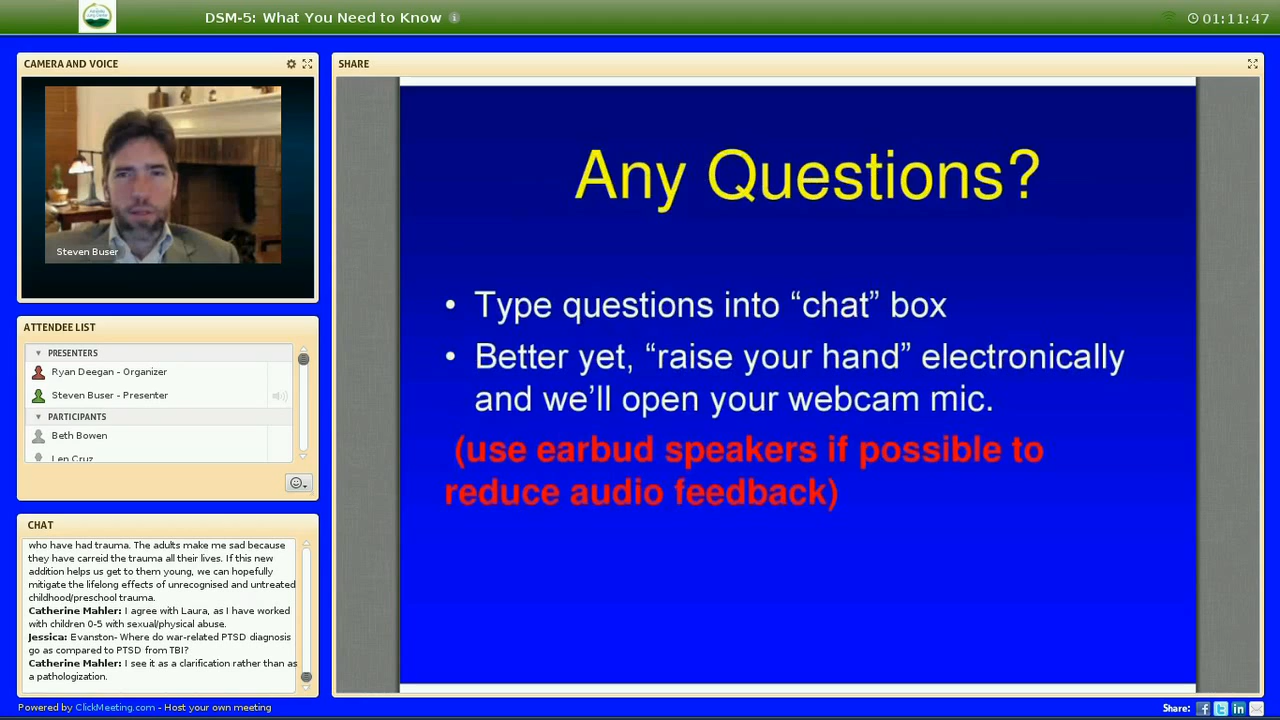 DSM-5: What You Need to Know
01:11:47
CAMERA AND VOICE
Steven Buser
ATTENDEE LIST
PRESENTERS
Ryan Deegan - Organizer
Steven Buser - Presenter
PARTICIPANTS
Beth Bowen
Len Cruz
CHAT
who have had trauma. The adults make me sad because
they have carreid the trauma all their lives. If this new
addition helps us get to them young, we can hopefully
mitigate the lifelong effects of unrecognised and untreated
childhood/preschool trauma.
Catherine Mahler: I agree with Laura, as I have worked
with children 0-5 with sexual/physical abuse.
Jessica: Evanston- Where do war-related PTSD diagnosis
go as compared to PTSD from TBI?
Catherine Mahler: I see it as a clarification rather than as
a pathologization.
SHARE
Any Questions?
• Type questions into “chat” box
• Better yet, “raise your hand” electronically
and we’ll open your webcam mic.
(use earbud speakers if possible to
reduce audio feedback)
Powered by ClickMeeting.com - Host your own meeting
Share: